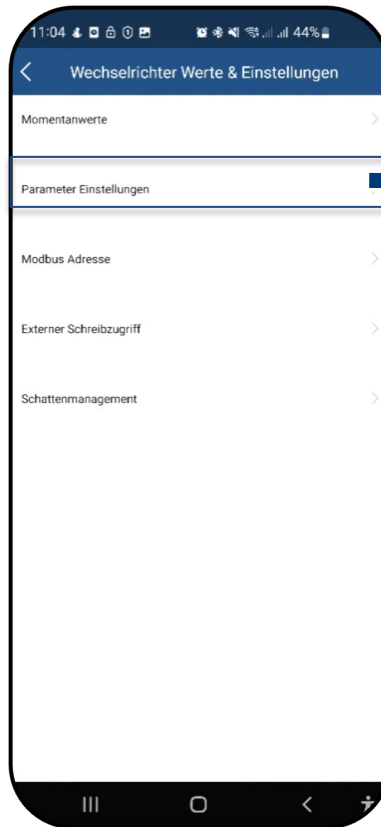 11:04 44%
Wechselrichter Werte & Einstellungen
Momentanwerte
Parameter Einstellungen
Modbus Adresse
Externer Schreibzugriff
Schattenmanagement